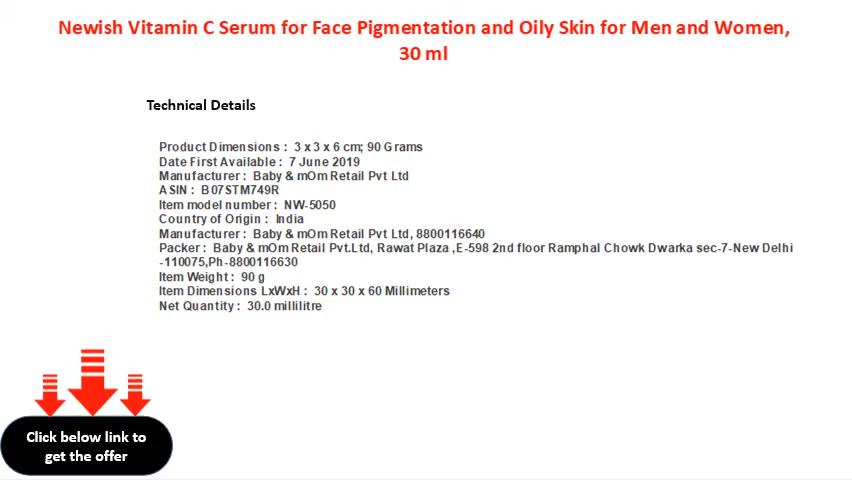 Newish Vitamin C Serum for Face Pigmentation and Oily Skin for Men and Women,
30 ml
Technical Details
Product Dimensions : 3 x 3 x 6 cm; 90 Grams
Date First Available : 7 June 2019
Manufacturer : Baby & mOm Retail Pvt Ltd
ASIN : B07STM749R
Item model number : NW-5050
Country of Origin : India
Manufacturer : Baby & mOm Retail Pvt Ltd, 8800116640
Packer : Baby & mOm Retail Pvt.Ltd, Rawat Plaza ,E-598 2nd floor Ramphal Chowk Dwarka sec-7-New Delhi
-110075,Ph-8800116630
Item Weight : 90 g
Item Dimensions LxWxH : 30 x 30 x 60 Millimeters
Net Quantity : 30.0 millilitre
Click below link to
get the offer